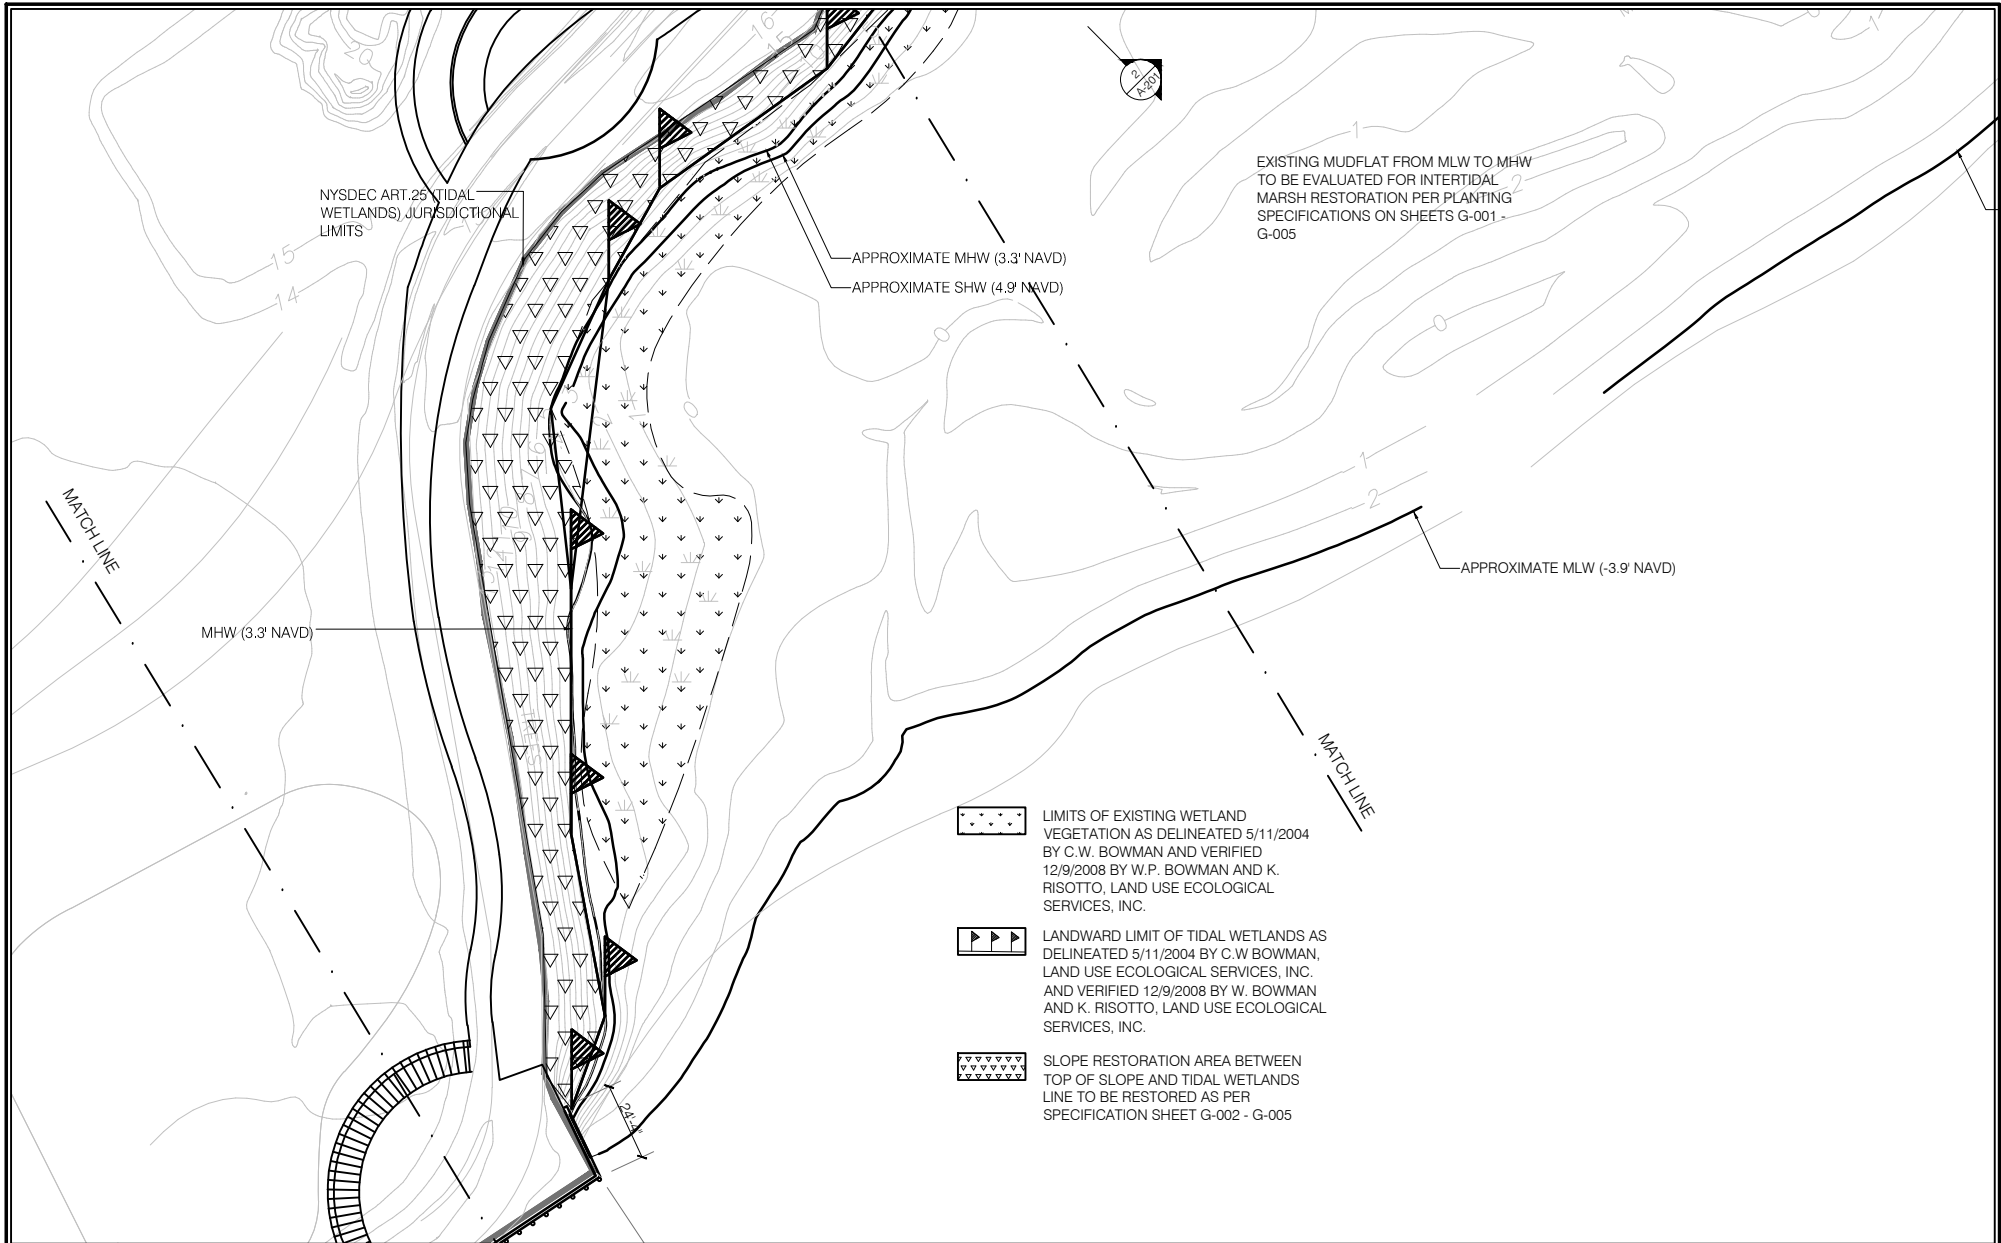 16
15
2
A-201
1
EXISTING MUDFLAT FROM MLW TO MHW
TO BE EVALUATED FOR INTERTIDAL
MARSH RESTORATION PER PLANTING
SPECIFICATIONS ON SHEETS G-001 -
G-005
2
NYSDEC ART.25 (TIDAL
WETLANDS) JURISDICTIONAL
LIMITS
15
14
APPROXIMATE MHW (3.3' NAVD)
APPROXIMATE SHW (4.9' NAVD)
0
0
0
1
2
MATCH LINE
APPROXIMATE MLW (-3.9' NAVD)
MHW (3.3' NAVD)
MATCH LINE
LIMITS OF EXISTING WETLAND
VEGETATION AS DELINEATED 5/11/2004
BY C.W. BOWMAN AND VERIFIED
12/9/2008 BY W.P. BOWMAN AND K.
RISOTTO, LAND USE ECOLOGICAL
SERVICES, INC.
LANDWARD LIMIT OF TIDAL WETLANDS AS
DELINEATED 5/11/2004 BY C.W BOWMAN,
LAND USE ECOLOGICAL SERVICES, INC.
AND VERIFIED 12/9/2008 BY W. BOWMAN
AND K. RISOTTO, LAND USE ECOLOGICAL
SERVICES, INC.
SLOPE RESTORATION AREA BETWEEN
TOP OF SLOPE AND TIDAL WETLANDS
LINE TO BE RESTORED AS PER
SPECIFICATION SHEET G-002 - G-005
24'-4"